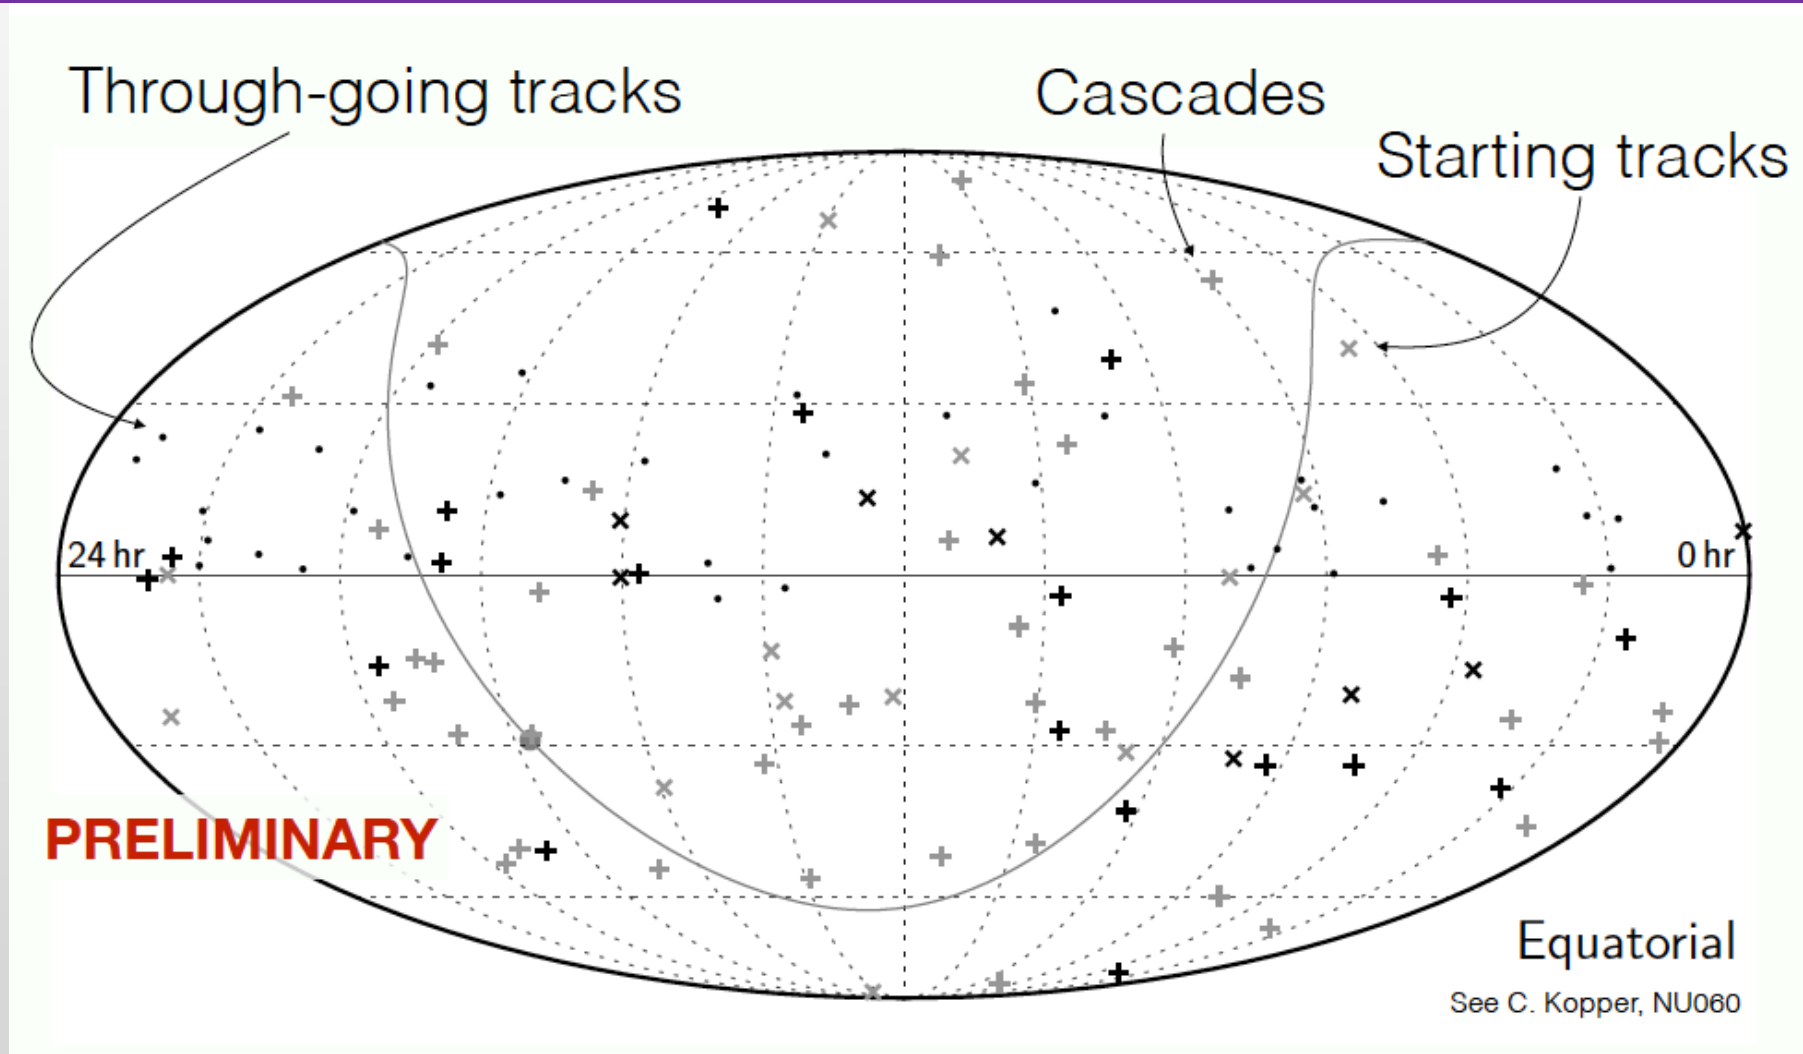 Through-going tracks
Cascades
Starting tracks
24 hr
0 hr
PRELIMINARY
Equatorial
See C. Kopper, NU060